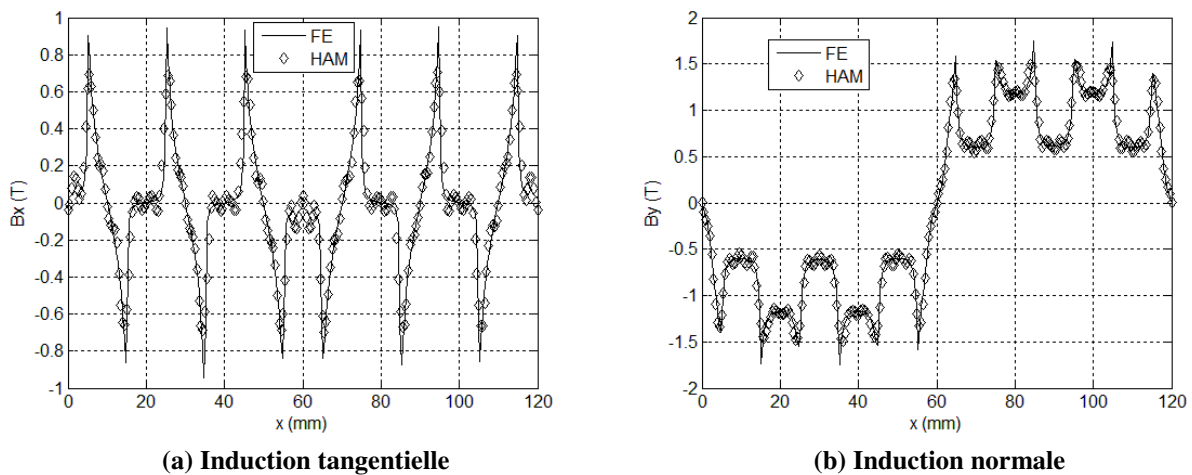 1
0.8
0.6
0.4
0.2
0
-0.2
-0.4
-0.6
-0.8
-1
Bx (T)
FE
HAM
0 20 40 60 80 100 120
x (mm)
(a) Induction tangentielle
2
1.5
1
0.5
0
-0.5
-1
-1.5
-2
By (T)
FE
HAM
0 20 40 60 80 100 120
x (mm)
(b) Induction normale